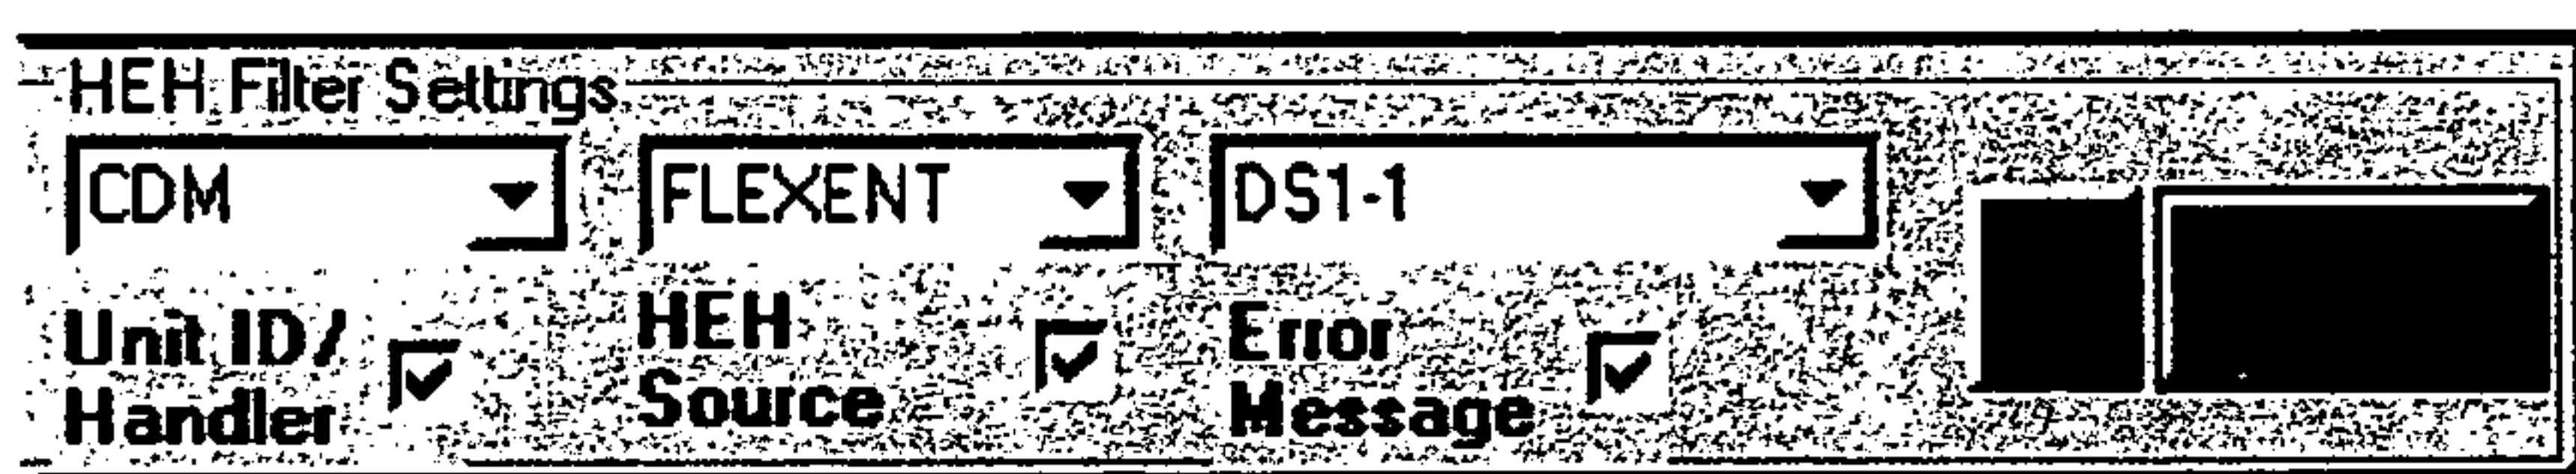 HEH Filter Settings
CDM FLEXENT DS1-1
Unit ID/
Handler
HEH
Source
Error
Message